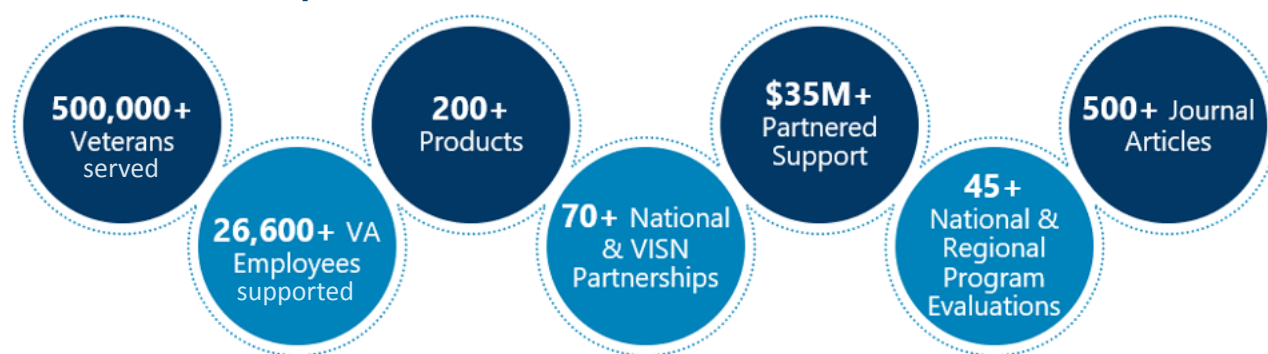 500,000+
Veterans
served
26,600+ VA
Employees
supported
200+
Products
70+ National
& VISN
Partnerships
$35M+
Partnered
Support
45+
National &
Regional
Program
Evaluations
500+ Journal
Articles